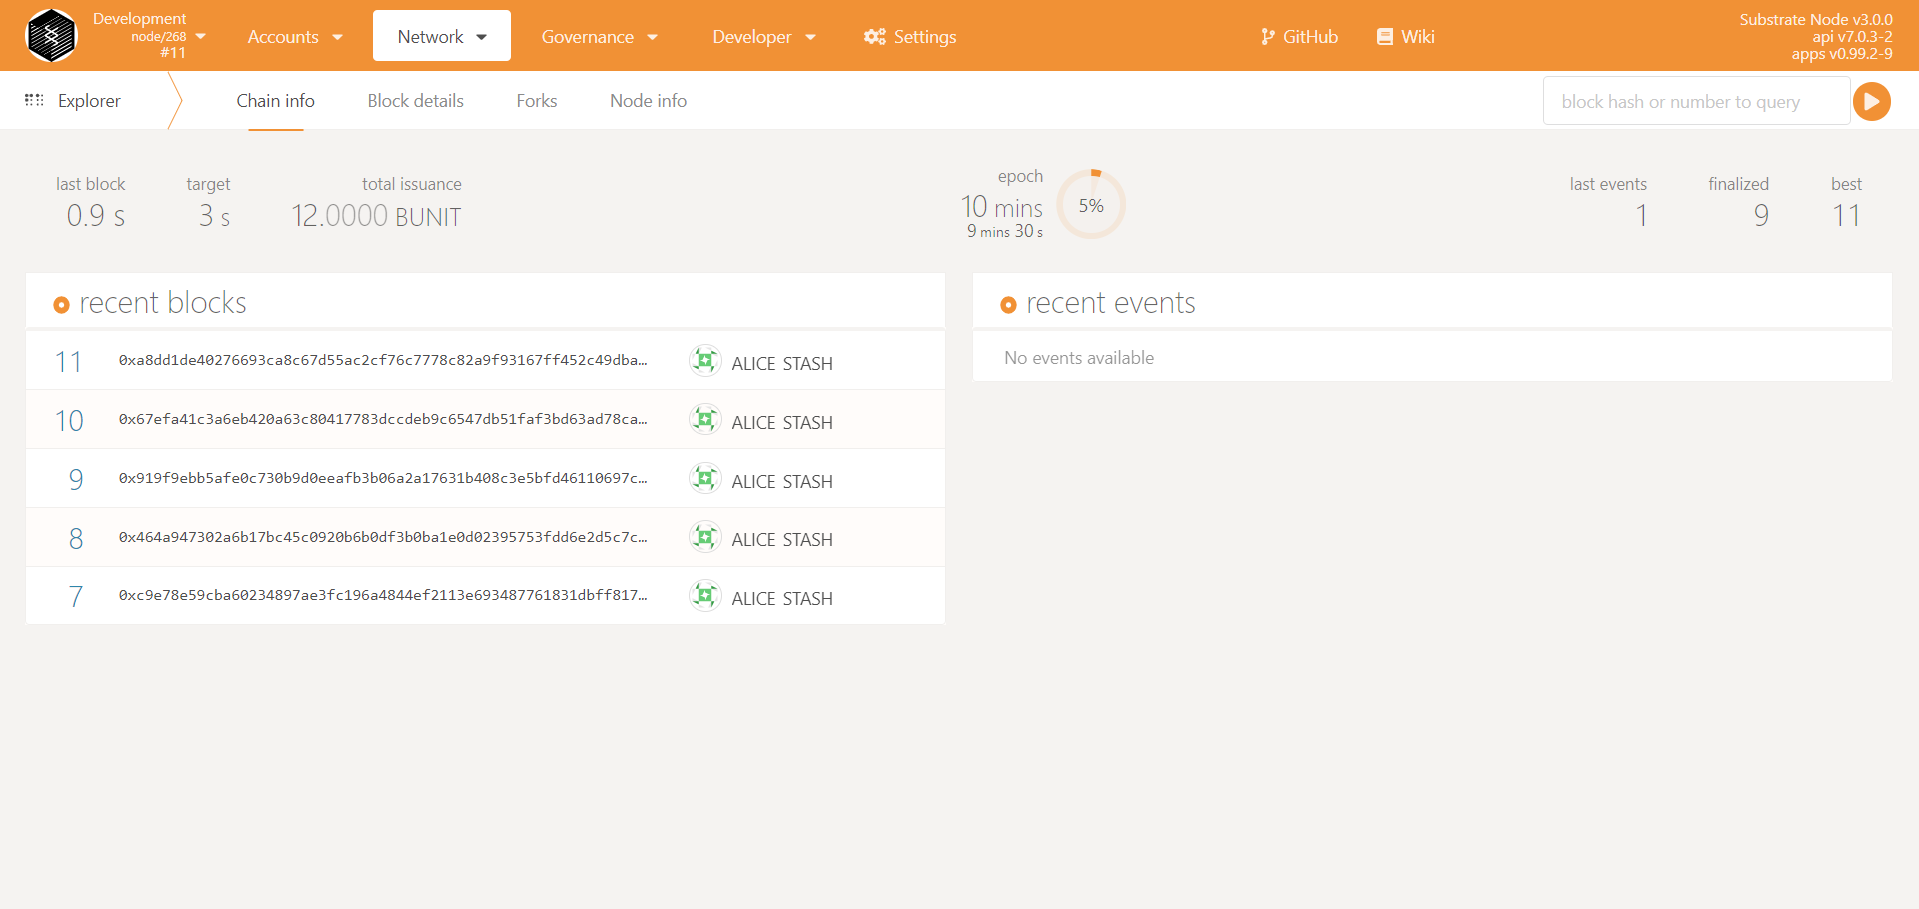 Development
node/268
#11
Accounts
Network
Governance
Developer
Settings
GitHub
Wiki
Substrate Node v3.0.0
api v7.0.3-2
apps v0.99.2-9
Explorer
Chain info
Block details
Forks
Node info
block hash or number to query
last block
0.9 s
target
3 s
total issuance
12.0000 BUNIT
epoch
10 mins
9 mins 30 s
5%
last events
1
finalized
9
best
11
recent blocks
11 0xa8dd1de40276693ca8c67d55ac2cf76c7778c82a9f93167ff452c49dba… ALICE STASH
10 0x67efa41c3a6eb420a63c80417783dccdeb9c6547db51faf3bd63ad78ca… ALICE STASH
9 0x919f9ebb5afe0c730b9d0eeafb3b06a2a17631b408c3e5bfd46110697c… ALICE STASH
8 0x464a947302a6b17bc45c0920b6b0df3b0ba1e0d02395753fdd6e2d5c7c… ALICE STASH
7 0xc9e78e59cba60234897ae3fc196a4844ef2113e693487761831dbff817… ALICE STASH
recent events
No events available